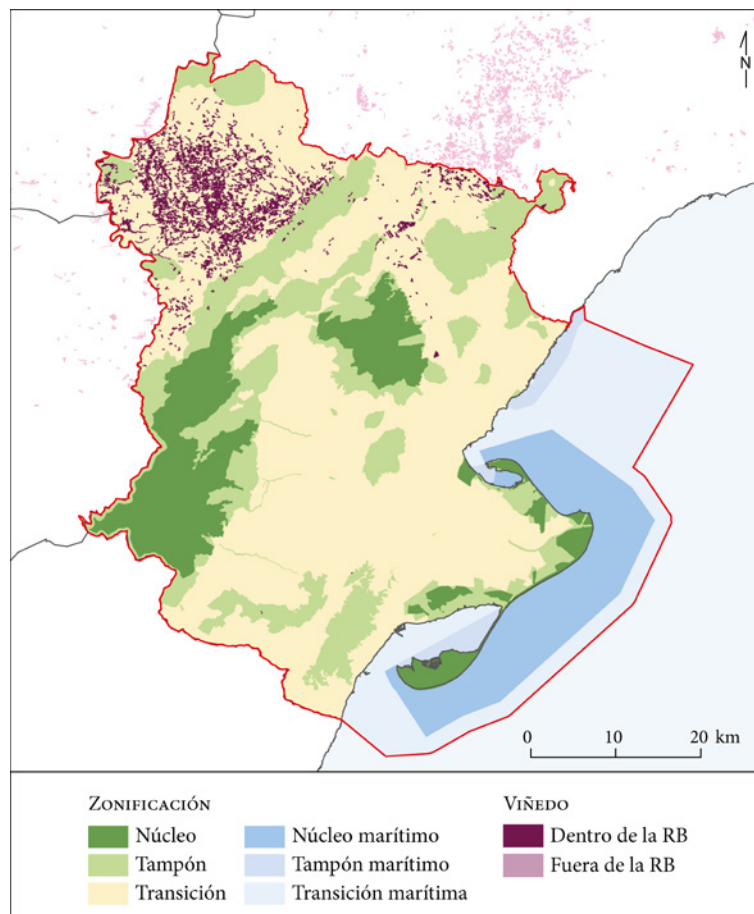 N
0 10 20 km
ZONIFICACIÓN
Núcleo
Tampón
Transición
Núcleo marítimo
Tampón marítimo
Transición marítima
VIÑEDO
Dentro de la RB
Fuera de la RB